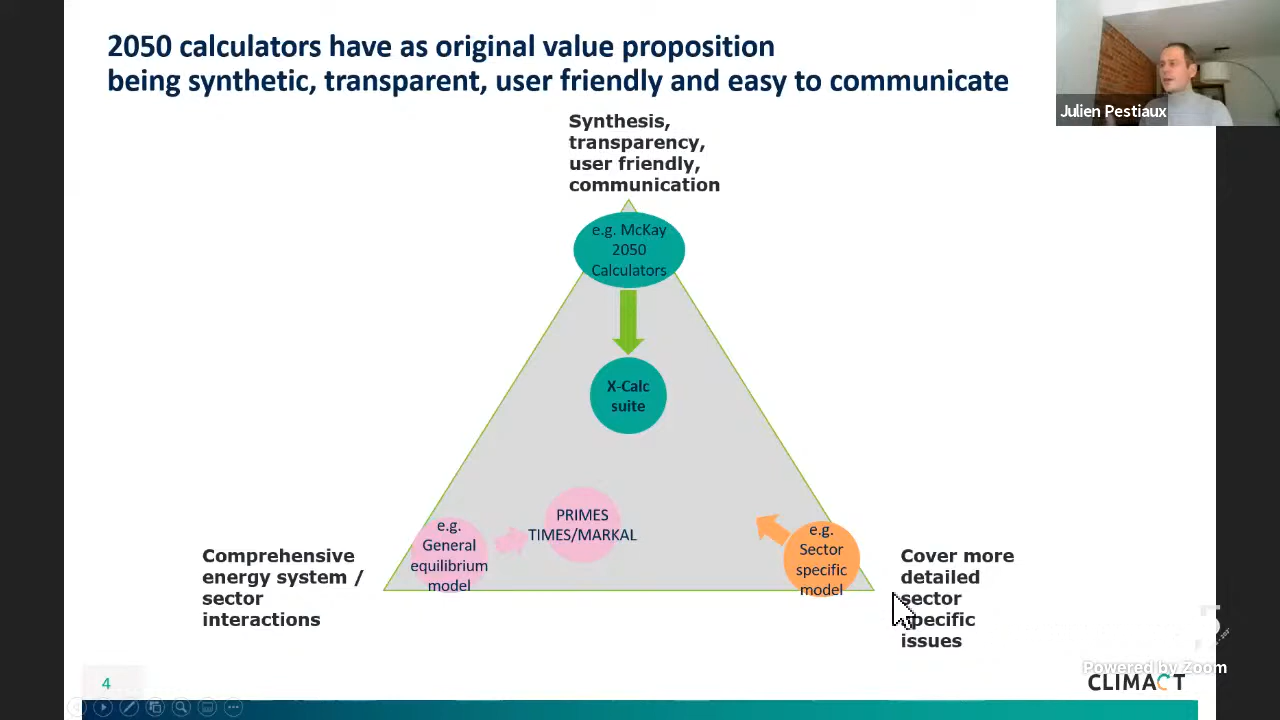 2050 calculators have as original value proposition
being synthetic, transparent, user friendly and easy to communicate
Julien Pestiaux
Synthesis,
transparency,
user friendly,
communication
e.g. McKay
2050
Calculators
X-Calc
suite
PRIMES
TIMES/MARKAL
e.g.
General
equilibrium
model
e.g.
Sector
specific
model
Comprehensive
energy system /
sector
interactions
Cover more
detailed
sector
specific
issues
5
Powered by Zoom
4
CLIMACT